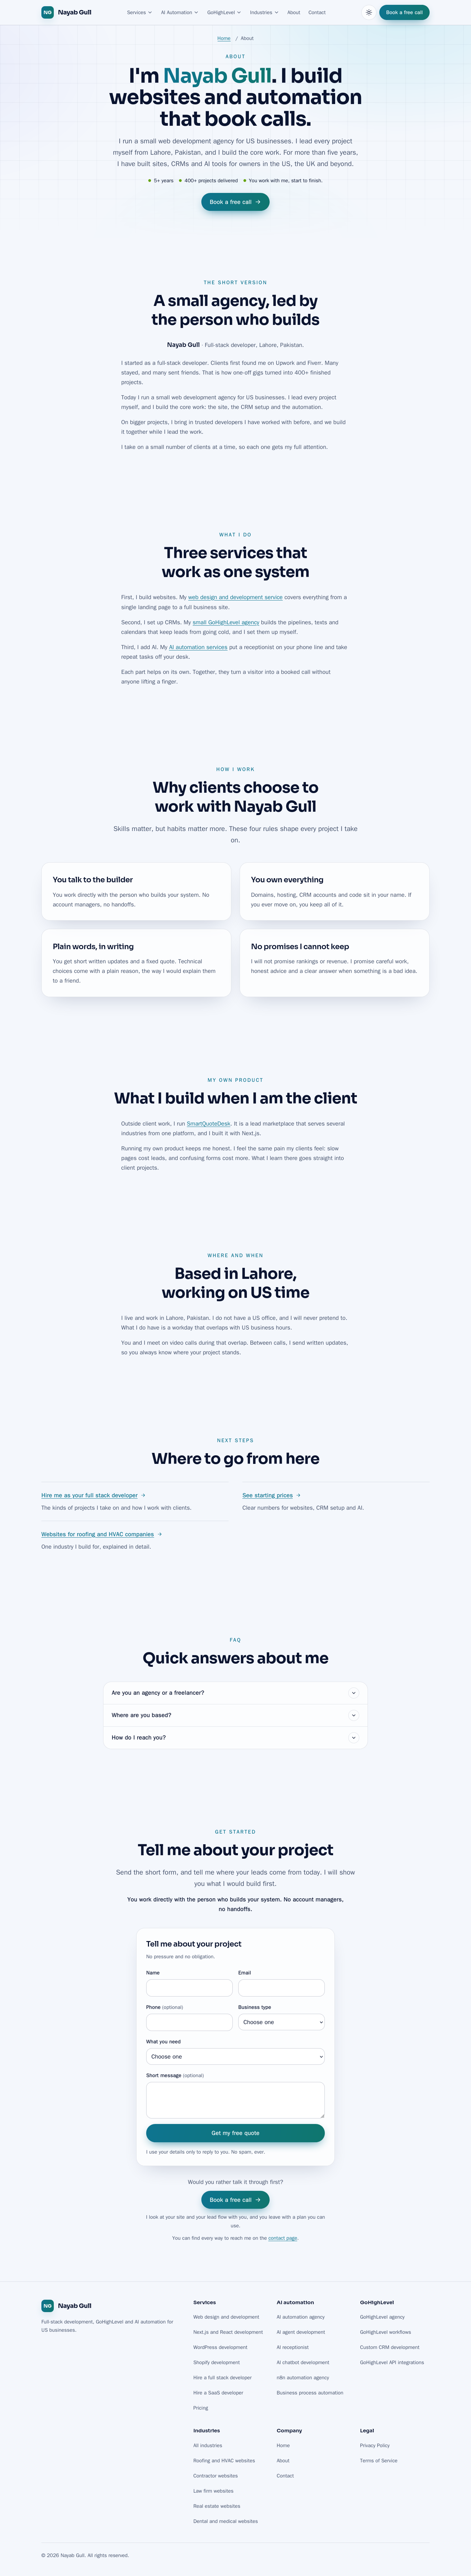 NG Nayab Gull Services AI Automation GoHighLevel Industries About Contact Book a free call
Home / About
ABOUT
I'm Nayab Gull. I build
websites and automation
that book calls.
I run a small web development agency for US businesses. I lead every project
myself from Lahore, Pakistan, and I build the core work. For more than five years,
I have built sites, CRMs and AI tools for owners in the US, the UK and beyond.
5+ years 400+ projects delivered You work with me, start to finish.
Book a free call →
THE SHORT VERSION
A small agency, led by
the person who builds
Nayab Gull · Full-stack developer, Lahore, Pakistan.
I started as a full-stack developer. Clients first found me on Upwork and Fiverr. Many
stayed, and many sent friends. That is how one-off gigs turned into 400+ finished
projects.
Today I run a small web development agency for US businesses. I lead every project
myself, and I build the core work: the site, the CRM setup and the automation.
On bigger projects, I bring in trusted developers I have worked with before, and we build
it together while I lead the work.
I take on a small number of clients at a time, so each one gets my full attention.
WHAT I DO
Three services that
work as one system
First, I build websites. My web design and development service covers everything from a
single landing page to a full business site.
Second, I set up CRMs. My small GoHighLevel agency builds the pipelines, texts and
calendars that keep leads from going cold, and I set them up myself.
Third, I add AI. My AI automation services put a receptionist on your phone line and take
repeat tasks off your desk.
Each part helps on its own. Together, they turn a visitor into a booked call without
anyone lifting a finger.
HOW I WORK
Why clients choose to
work with Nayab Gull
Skills matter, but habits matter more. These four rules shape every project I take
on.
You talk to the builder
You work directly with the person who builds your system. No
account managers, no handoffs.
You own everything
Domains, hosting, CRM accounts and code sit in your name. If
you ever move on, you keep all of it.
Plain words, in writing
You get short written updates and a fixed quote. Technical
choices come with a plain reason, the way I would explain them
to a friend.
No promises I cannot keep
I will not promise rankings or revenue. I promise careful work,
honest advice and a clear answer when something is a bad idea.
MY OWN PRODUCT
What I build when I am the client
Outside client work, I run SmartQuoteDesk. It is a lead marketplace that serves several
industries from one platform, and I built it with Next.js.
Running my own product keeps me honest. I feel the same pain my clients feel: slow
pages cost leads, and confusing forms cost more. What I learn there goes straight into
client projects.
WHERE AND WHEN
Based in Lahore,
working on US time
I live and work in Lahore, Pakistan. I do not have a US office, and I will never pretend to.
What I do have is a workday that overlaps US business hours.
You and I meet on video calls during that overlap. Between calls, I send written updates,
so you always know where your project stands.
NEXT STEPS
Where to go from here
Hire me as your full stack developer →
The kinds of projects I take on and how I work with clients.
See starting prices →
Clear numbers for websites, CRM setup and AI.
Websites for roofing and HVAC companies →
One industry I build for, explained in detail.
FAQ
Quick answers about me
Are you an agency or a freelancer?
Where are you based?
How do I reach you?
GET STARTED
Tell me about your project
Send the short form, and tell me where your leads come from today. I will show
you what I would build first.
You work directly with the person who builds your system. No account managers,
no handoffs.
Tell me about your project
No pressure and no obligation.
Name Email
Phone (optional) Business type
Choose one
What you need
Choose one
Short message (optional)
Get my free quote
I use your details only to reply to you. No spam, ever.
Would you rather talk it through first?
Book a free call →
I look at your site and your lead flow with you, and you leave with a plan you can
use.
You can find every way to reach me on the contact page.
NG Nayab Gull
Full-stack development, GoHighLevel and AI automation for
US businesses.
Services
Web design and development
Next.js and React development
WordPress development
Shopify development
Hire a full stack developer
Hire a SaaS developer
Pricing
AI automation
AI automation agency
AI agent development
AI receptionist
AI chatbot development
n8n automation agency
Business process automation
GoHighLevel
GoHighLevel agency
GoHighLevel workflows
Custom CRM development
GoHighLevel API integrations
Industries
All industries
Roofing and HVAC websites
Contractor websites
Law firm websites
Real estate websites
Dental and medical websites
Company
Home
About
Contact
Legal
Privacy Policy
Terms of Service
© 2026 Nayab Gull. All rights reserved.